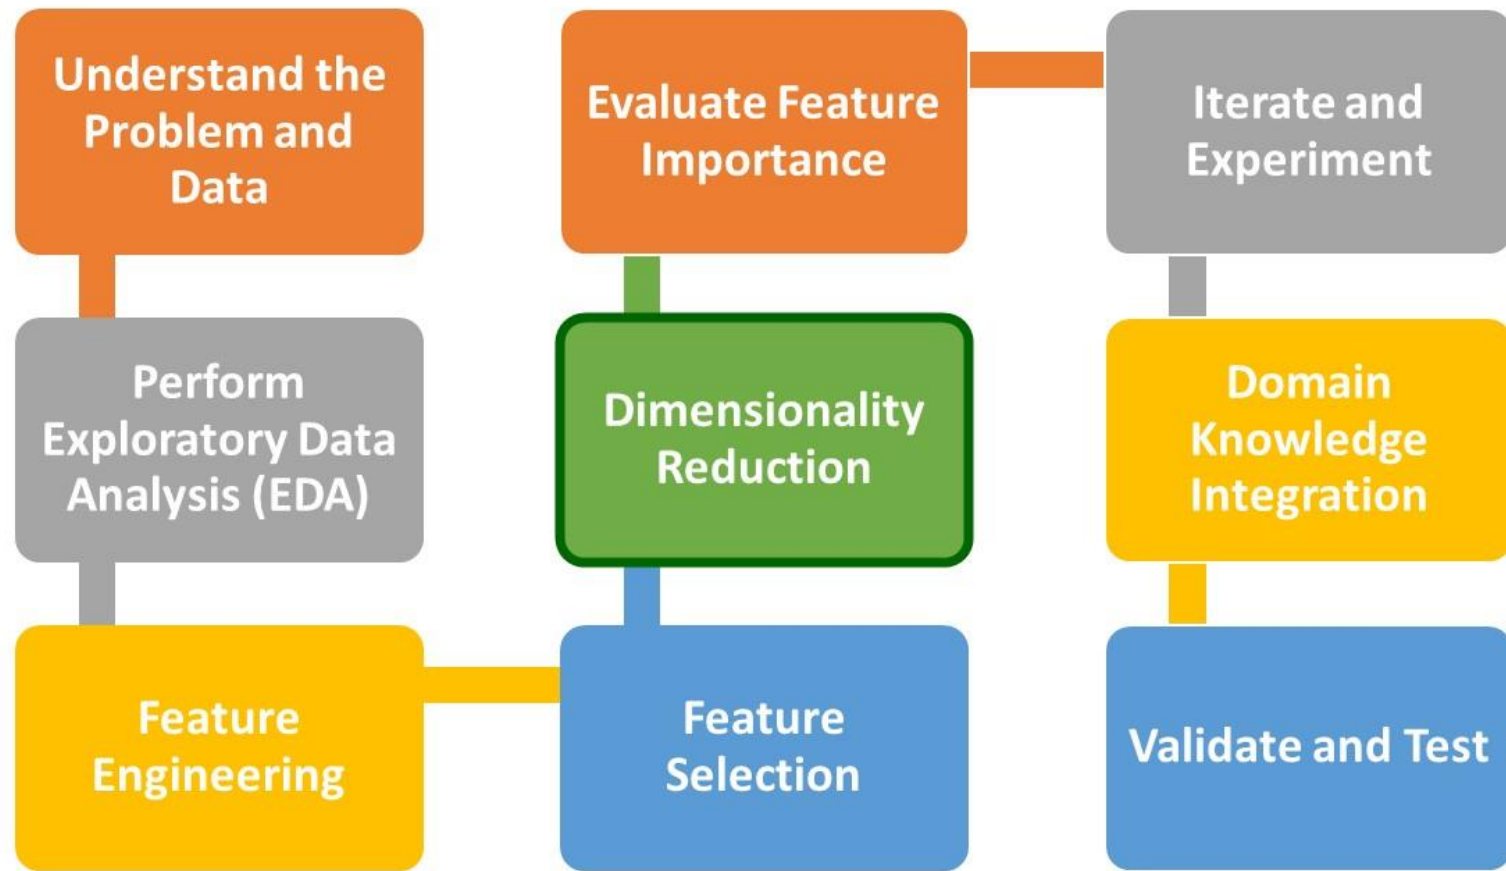 Understand the
Problem and
Data
Perform
Exploratory Data
Analysis (EDA)
Feature
Engineering
Feature
Selection
Dimensionality
Reduction
Evaluate Feature
Importance
Iterate and
Experiment
Domain
Knowledge
Integration
Validate and Test